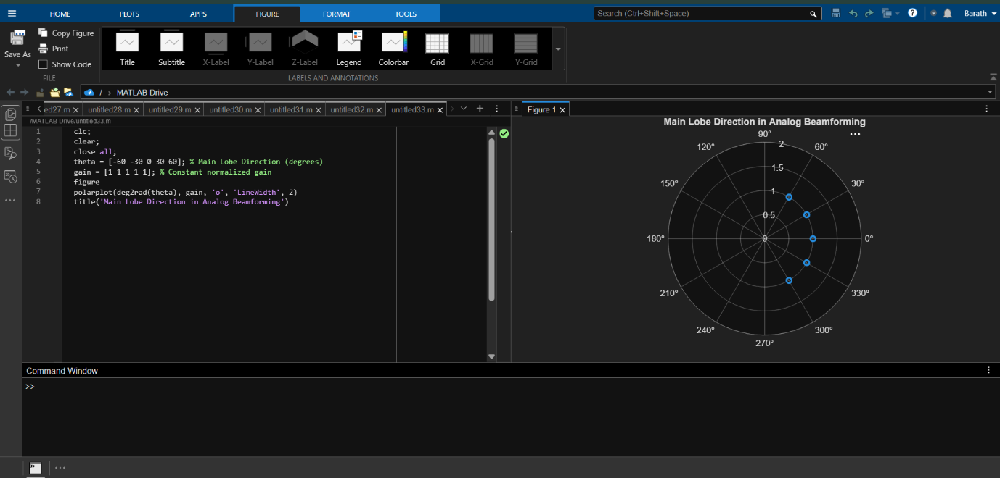 HOME PLOTS APPS FIGURE FORMAT TOOLS Search (Ctrl+Shift+Space) ? Barath
Save As
Copy Figure
Print
Show Code
FILE
Title Subtitle X-Label Y-Label Z-Label Legend Colorbar Grid X-Grid Y-Grid
LABELS AND ANNOTATIONS
/ › MATLAB Drive
ed27.m × untitled28.m × untitled29.m × untitled30.m × untitled31.m × untitled32.m × untitled33.m ×
/MATLAB Drive/untitled33.m
1 clc;
2 clear;
3 close all;
4 theta = [-60 -30 0 30 60]; % Main Lobe Direction (degrees)
5 gain = [1 1 1 1 1]; % Constant normalized gain
6 figure
7 polarplot(deg2rad(theta), gain, 'o', 'LineWidth', 2)
8 title('Main Lobe Direction in Analog Beamforming')
Figure 1 ×
Main Lobe Direction in Analog Beamforming
90°
120° 2 60°
1.5
150° 30°
1
0.5
180° 0 0°
210° 330°
240° 300°
270°
Command Window
>>